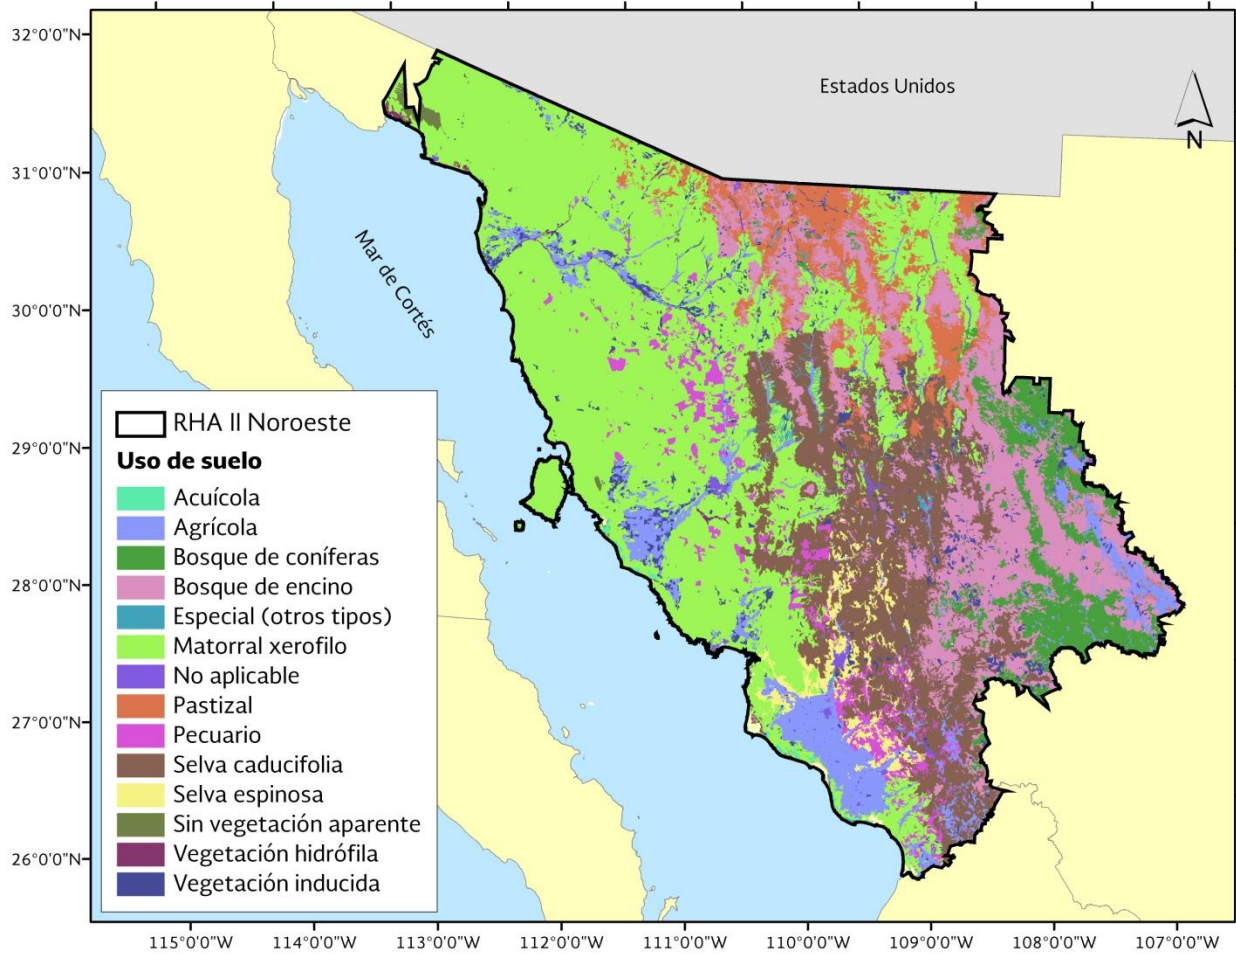 32°0'0"N
31°0'0"N
30°0'0"N
29°0'0"N
28°0'0"N
27°0'0"N
26°0'0"N
Estados Unidos
N
Mar de Cortés
RHA II Noroeste
Uso de suelo
Acuícola
Agrícola
Bosque de coníferas
Bosque de encino
Especial (otros tipos)
Matorral xerofilo
No aplicable
Pastizal
Pecuario
Selva caducifolia
Selva espinosa
Sin vegetación aparente
Vegetación hidrófila
Vegetación inducida
115°0'0"W 114°0'0"W 113°0'0"W 112°0'0"W 111°0'0"W 110°0'0"W 109°0'0"W 108°0'0"W 107°0'0"W